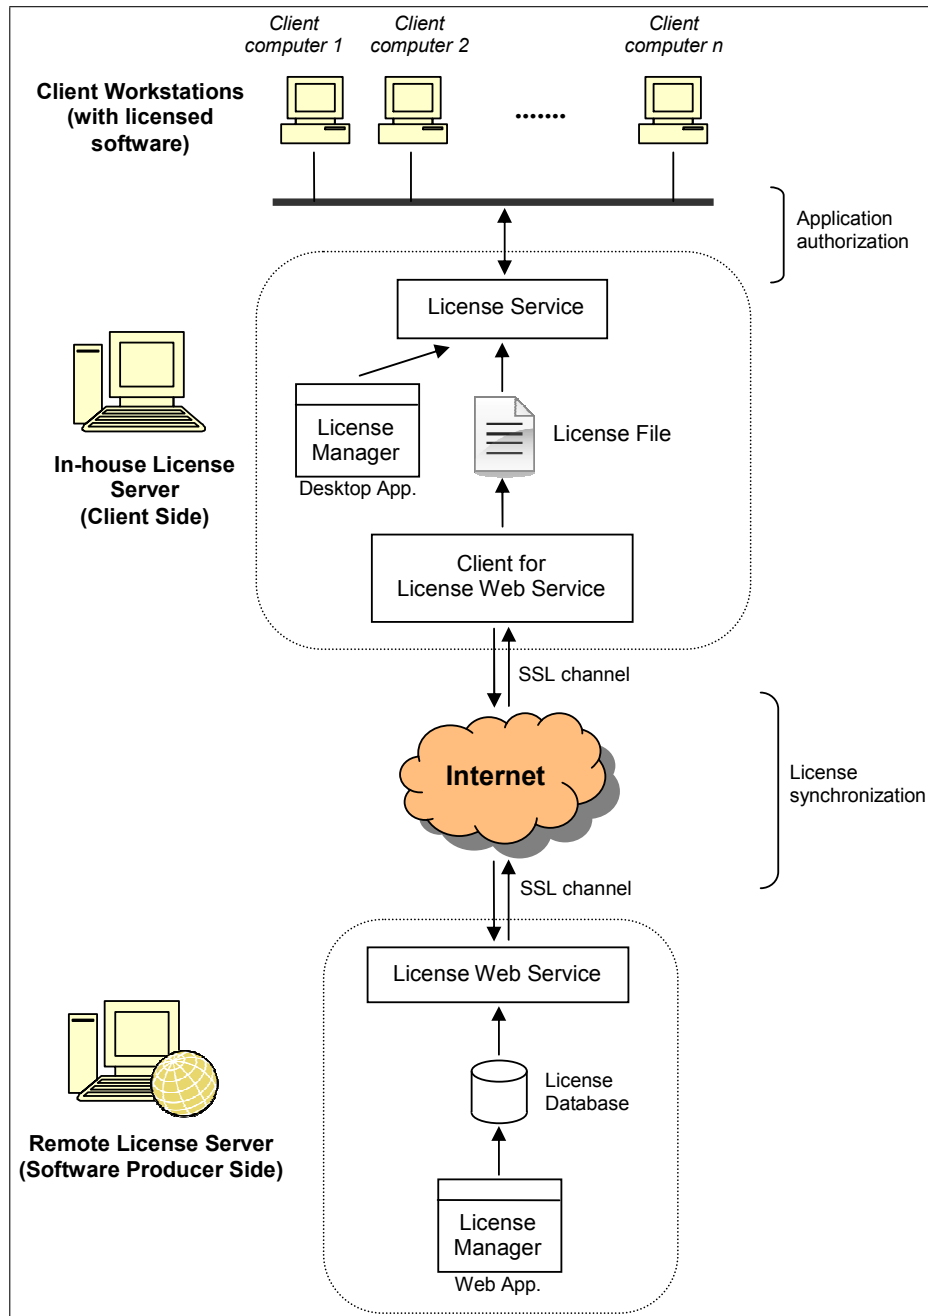 Client
computer 1
Client
computer 2
Client
computer n
Client Workstations
(with licensed
software)
.......
Application
authorization
License Service
License
Manager
Desktop App.
License File
In-house License
Server
(Client Side)
Client for
License Web Service
SSL channel
Internet
License
synchronization
SSL channel
License Web Service
License
Database
Remote License Server
(Software Producer Side)
License
Manager
Web App.